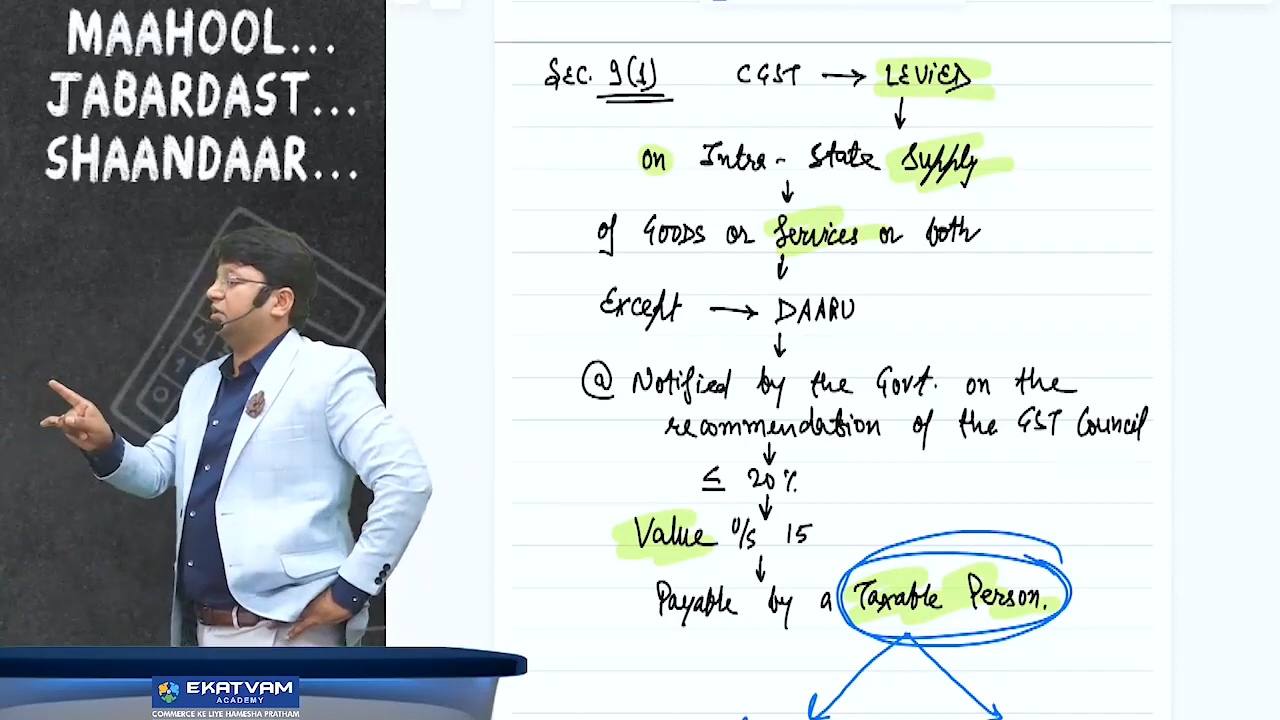 MAAHOOL...
JABARDAST...
SHAANDAAR...
SEC. 9(1) CGST → LEVIED
on Intra - State Supply
of GOODS or Services or both
Except → DAARU
@ Notified by the Govt. on the
recommendation of the GST Council
≤ 20%
Value U/S 15
Payable by a Taxable Person.
EKATVAM
ACADEMY
COMMERCE KE LIYE HAMESHA PRATHAM